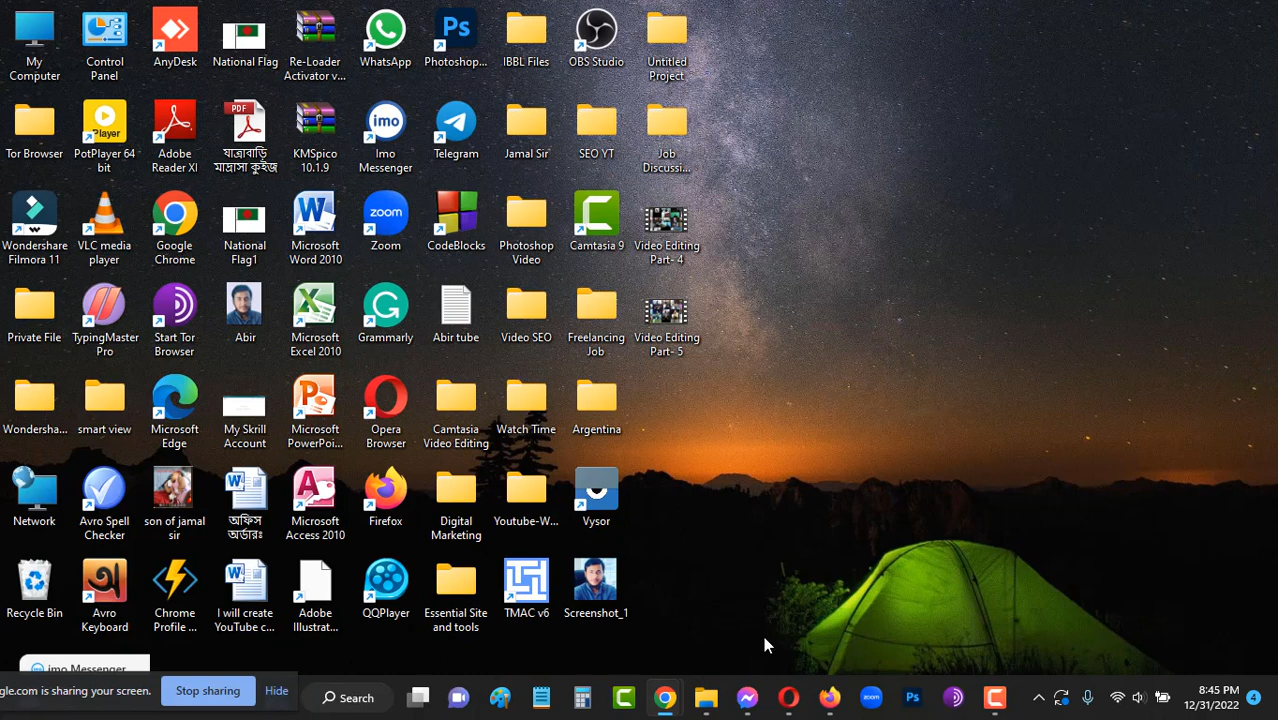 My Computer
Control Panel
AnyDesk
National Flag
Re-Loader Activator v...
WhatsApp
Ps
Photoshop...
IBBL Files
OBS Studio
Untitled Project
Tor Browser
Player
PotPlayer 64 bit
Adobe Reader XI
PDF
যাত্রাবাড়ি মাদ্রাসা কুইজ
KMSpico 10.1.9
imo
Imo Messenger
Telegram
Jamal Sir
SEO YT
Job Discussi...
Wondershare Filmora 11
VLC media player
Google Chrome
National Flag1
W
Microsoft Word 2010
zoom
Zoom
CodeBlocks
Photoshop Video
Camtasia 9
Video Editing Part- 4
Private File
TypingMaster Pro
Start Tor Browser
Abir
Microsoft Excel 2010
Grammarly
Abir tube
Video SEO
Freelancing Job
Video Editing Part- 5
Wondersha...
smart view
Microsoft Edge
My Skrill Account
Microsoft PowerPoi...
Opera Browser
Camtasia Video Editing
Watch Time
Argentina
Network
Avro Spell Checker
son of jamal sir
W
অফিস অর্ডারঃ
A
Microsoft Access 2010
Firefox
Digital Marketing
Youtube-W...
Vysor
Recycle Bin
অ
Avro Keyboard
Chrome Profile ...
W
I will create YouTube c...
Adobe Illustrat...
QQPlayer
Essential Site and tools
TMAC v6
Screenshot_1
imo Messenger
gle.com is sharing your screen.
Stop sharing
Hide
Search
zoom
Ps
8:45 PM
12/31/2022
4